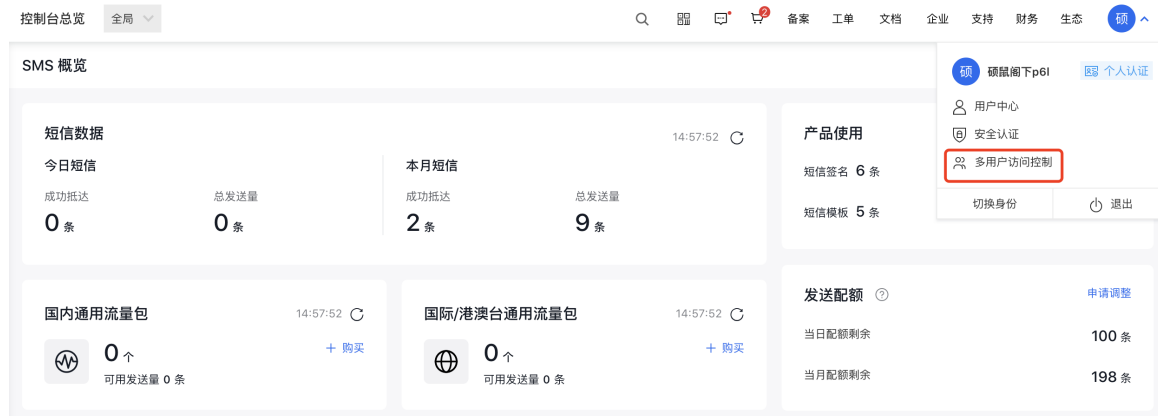 控制台总览 全局 2 备案 工单 文档 企业 支持 财务 生态 硕
SMS 概览
硕 硕鼠阁下p6l 个人认证
用户中心
安全认证
多用户访问控制
切换身份 退出
短信数据 14:57:52
今日短信 本月短信
成功抵达 总发送量 成功抵达 总发送量
0 条 0 条 2 条 9 条
产品使用
短信签名 6 条
短信模板 5 条
国内通用流量包 14:57:52
0 个 + 购买
可用发送量 0 条
国际/港澳台通用流量包 14:57:52
0 个 + 购买
可用发送量 0 条
发送配额 ? 申请调整
当日配额剩余 100 条
当月配额剩余 198 条